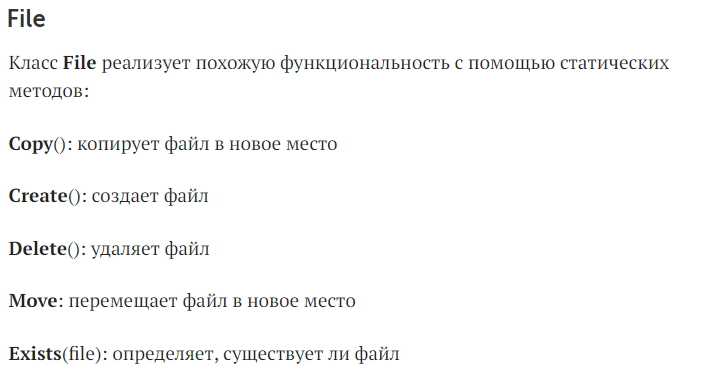 File
Класс File реализует похожую функциональность с помощью статических
методов:
Copy(): копирует файл в новое место
Create(): создает файл
Delete(): удаляет файл
Move: перемещает файл в новое место
Exists(file): определяет, существует ли файл